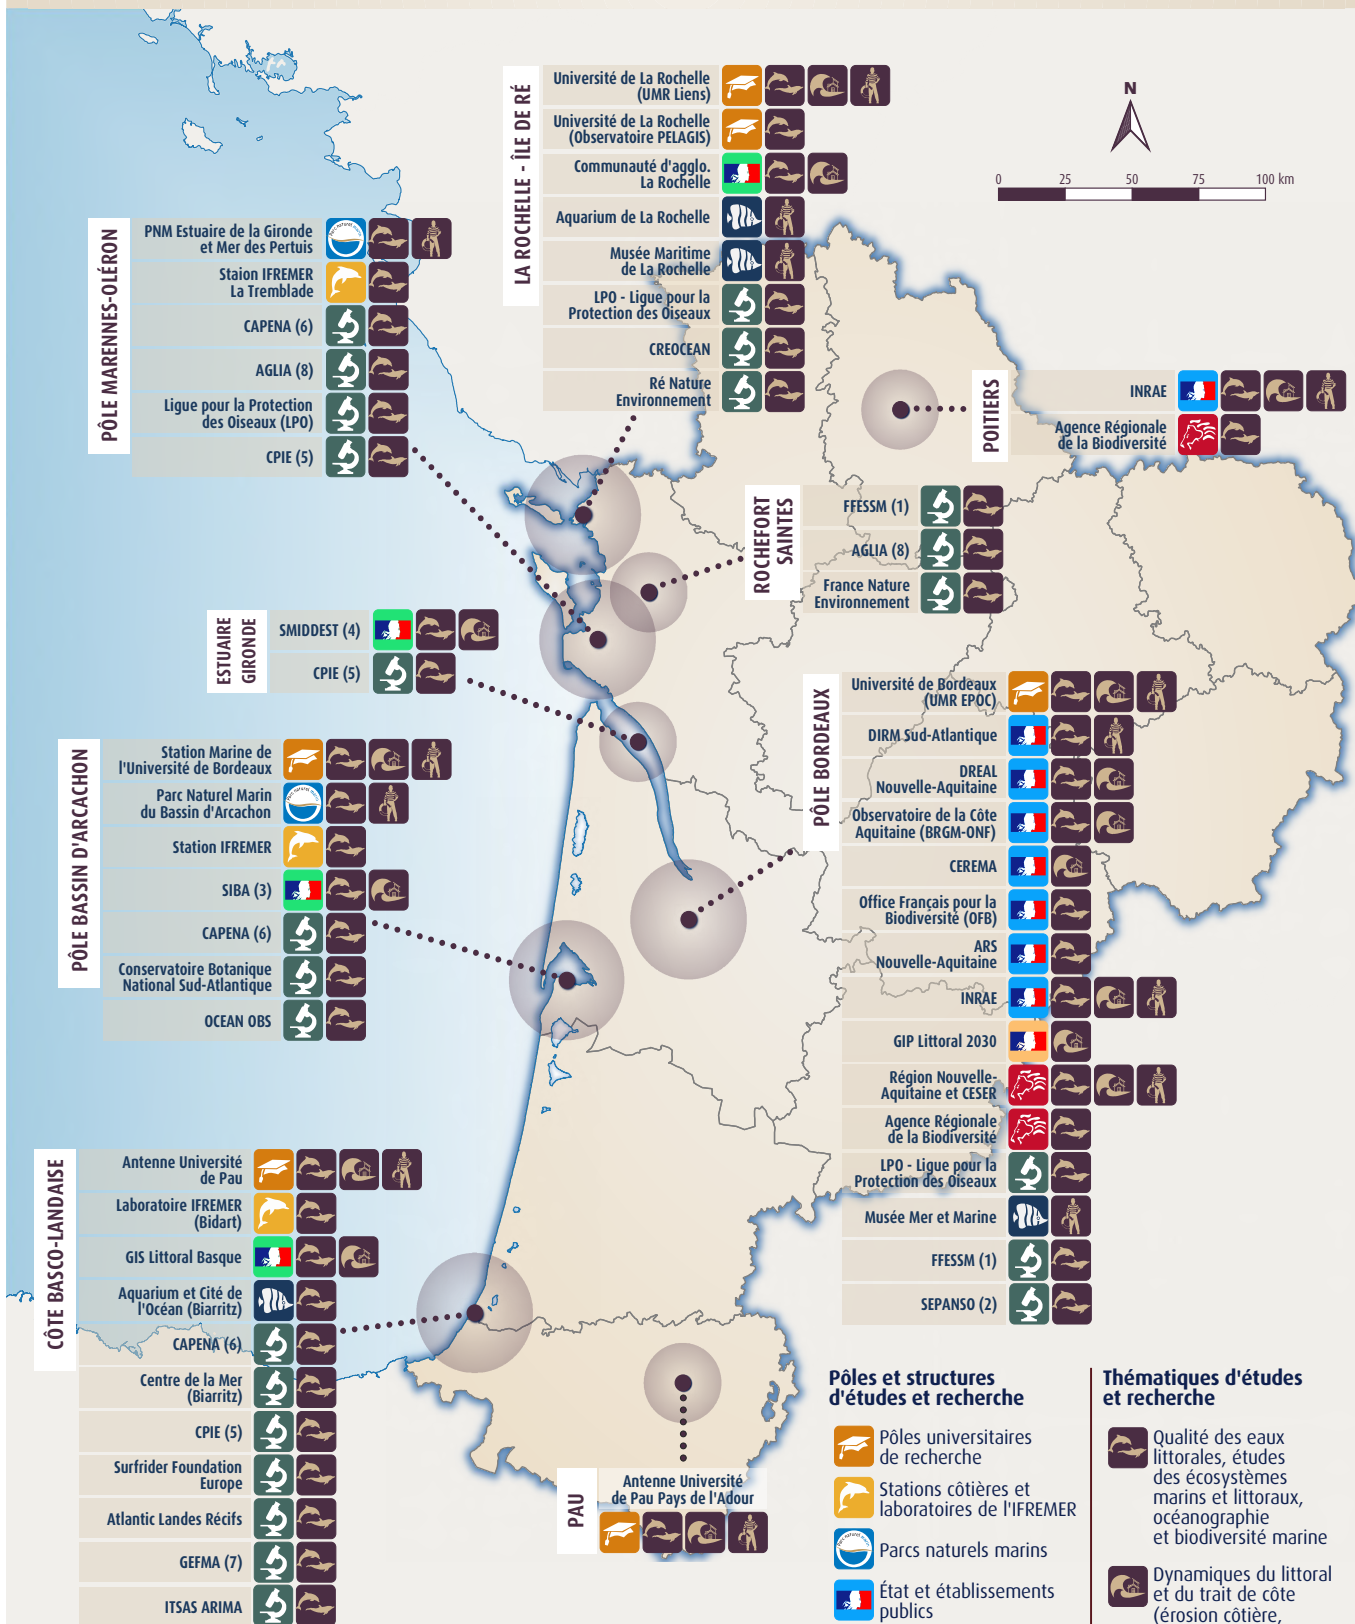 LA ROCHELLE - ÎLE DE RÉ
Université de La Rochelle
(UMR Liens)
Université de La Rochelle
(Observatoire PELAGIS)
Communauté d'agglo.
La Rochelle
Aquarium de La Rochelle
Musée Maritime
de La Rochelle
LPO - Ligue pour la
Protection des Oiseaux
CREOCEAN
Ré Nature
Environnement
N
0 25 50 75 100 km
PÔLE MARENNES-OLÉRON
PNM Estuaire de la Gironde
et Mer des Pertuis
Staion IFREMER
La Tremblade
CAPENA (6)
AGLIA (8)
Ligue pour la Protection
des Oiseaux (LPO)
CPIE (5)
POITIERS
INRAE
Agence Régionale
de la Biodiversité
ROCHEFORT
SAINTES
FFESSM (1)
AGLIA (8)
France Nature
Environnement
ESTUAIRE
GIRONDE
SMIDDEST (4)
CPIE (5)
PÔLE BORDEAUX
Université de Bordeaux
(UMR EPOC)
DIRM Sud-Atlantique
DREAL
Nouvelle-Aquitaine
Observatoire de la Côte
Aquitaine (BRGM-ONF)
CEREMA
Office Français pour la
Biodiversité (OFB)
ARS
Nouvelle-Aquitaine
INRAE
GIP Littoral 2030
Région Nouvelle-
Aquitaine et CESER
Agence Régionale
de la Biodiversité
LPO - Ligue pour la
Protection des Oiseaux
Musée Mer et Marine
FFESSM (1)
SEPANSO (2)
PÔLE BASSIN D'ARCACHON
Station Marine de
l'Université de Bordeaux
Parc Naturel Marin
du Bassin d'Arcachon
Station IFREMER
SIBA (3)
CAPENA (6)
Conservatoire Botanique
National Sud-Atlantique
OCEAN OBS
CÔTE BASCO-LANDAISE
Antenne Université
de Pau
Laboratoire IFREMER
(Bidart)
GIS Littoral Basque
Aquarium et Cité de
l'Océan (Biarritz)
CAPENA (6)
Centre de la Mer
(Biarritz)
CPIE (5)
Surfrider Foundation
Europe
Atlantic Landes Récifs
GEFMA (7)
ITSAS ARIMA
PAU
Antenne Université
de Pau Pays de l'Adour
Pôles et structures
d'études et recherche
Pôles universitaires
de recherche
Stations côtières et
laboratoires de l'IFREMER
Parcs naturels marins
État et établissements
publics
Thématiques d'études
et recherche
Qualité des eaux
littorales, études
des écosystèmes
marins et littoraux,
océanographie
et biodiversité marine
Dynamiques du littoral
et du trait de côte
(érosion côtière,